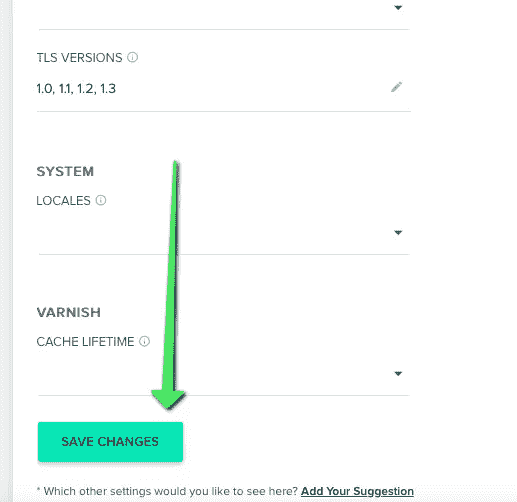 TLS VERSIONS
1.0, 1.1, 1.2, 1.3
SYSTEM
LOCALES
VARNISH
CACHE LIFETIME
SAVE CHANGES
* Which other settings would you like to see here? Add Your Suggestion